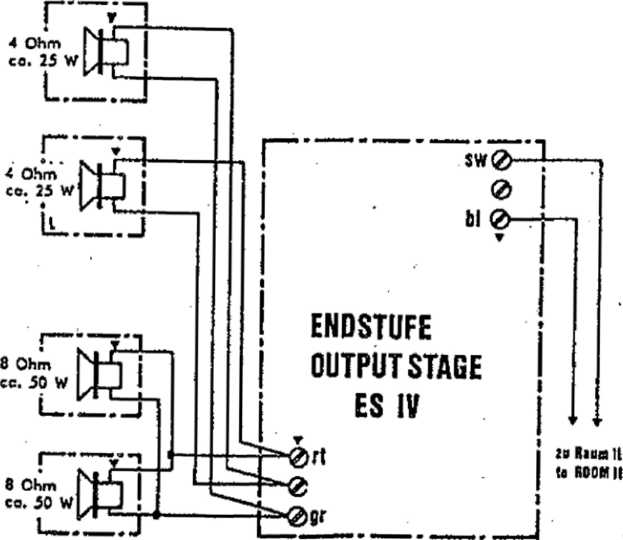 4 Ohm
ca. 25 W
4 Ohm
ca. 25 W
L
8 Ohm
ca. 50 W
8 Ohm
ca. 50 W
sw
bl
ENDSTUFE
OUTPUT STAGE
ES IV
rt
gr
zu Raum II
to ROOM II